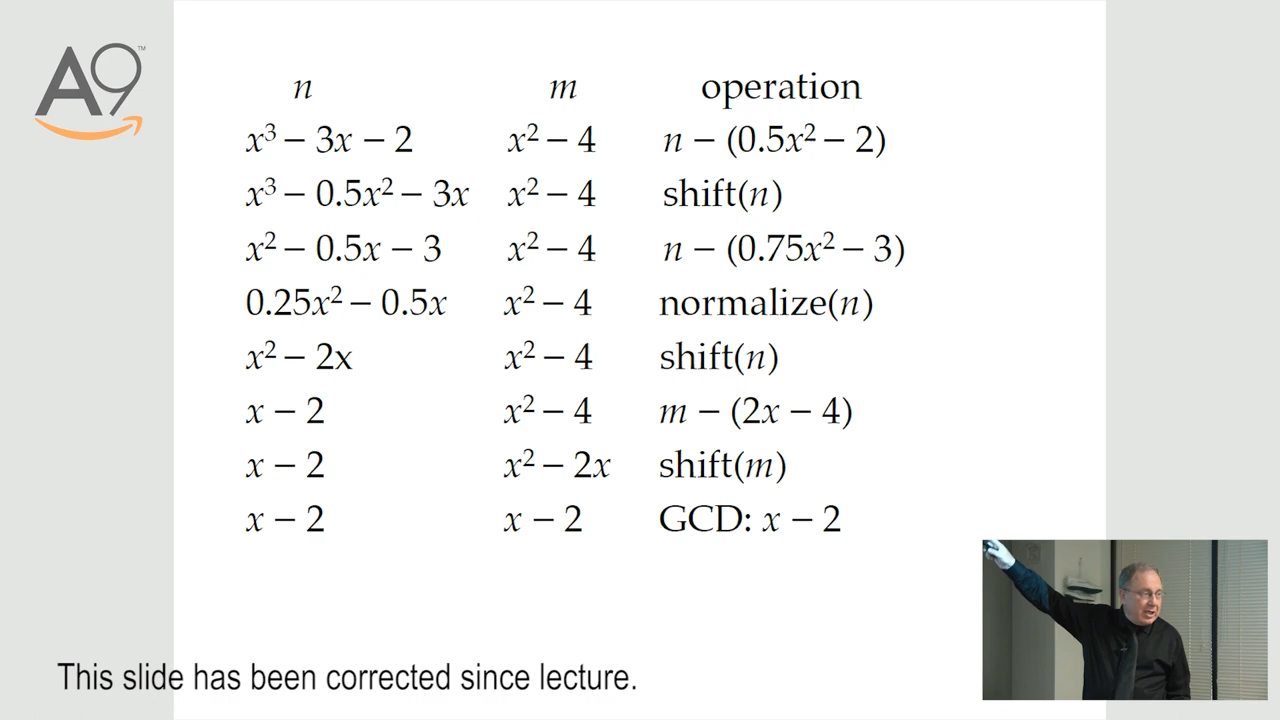 A9™
n m operation
x³ – 3x – 2 x² – 4 n – (0.5x² – 2)
x³ – 0.5x² – 3x x² – 4 shift(n)
x² – 0.5x – 3 x² – 4 n – (0.75x² – 3)
0.25x² – 0.5x x² – 4 normalize(n)
x² – 2x x² – 4 shift(n)
x – 2 x² – 4 m – (2x – 4)
x – 2 x² – 2x shift(m)
x – 2 x – 2 GCD: x – 2
This slide has been corrected since lecture.